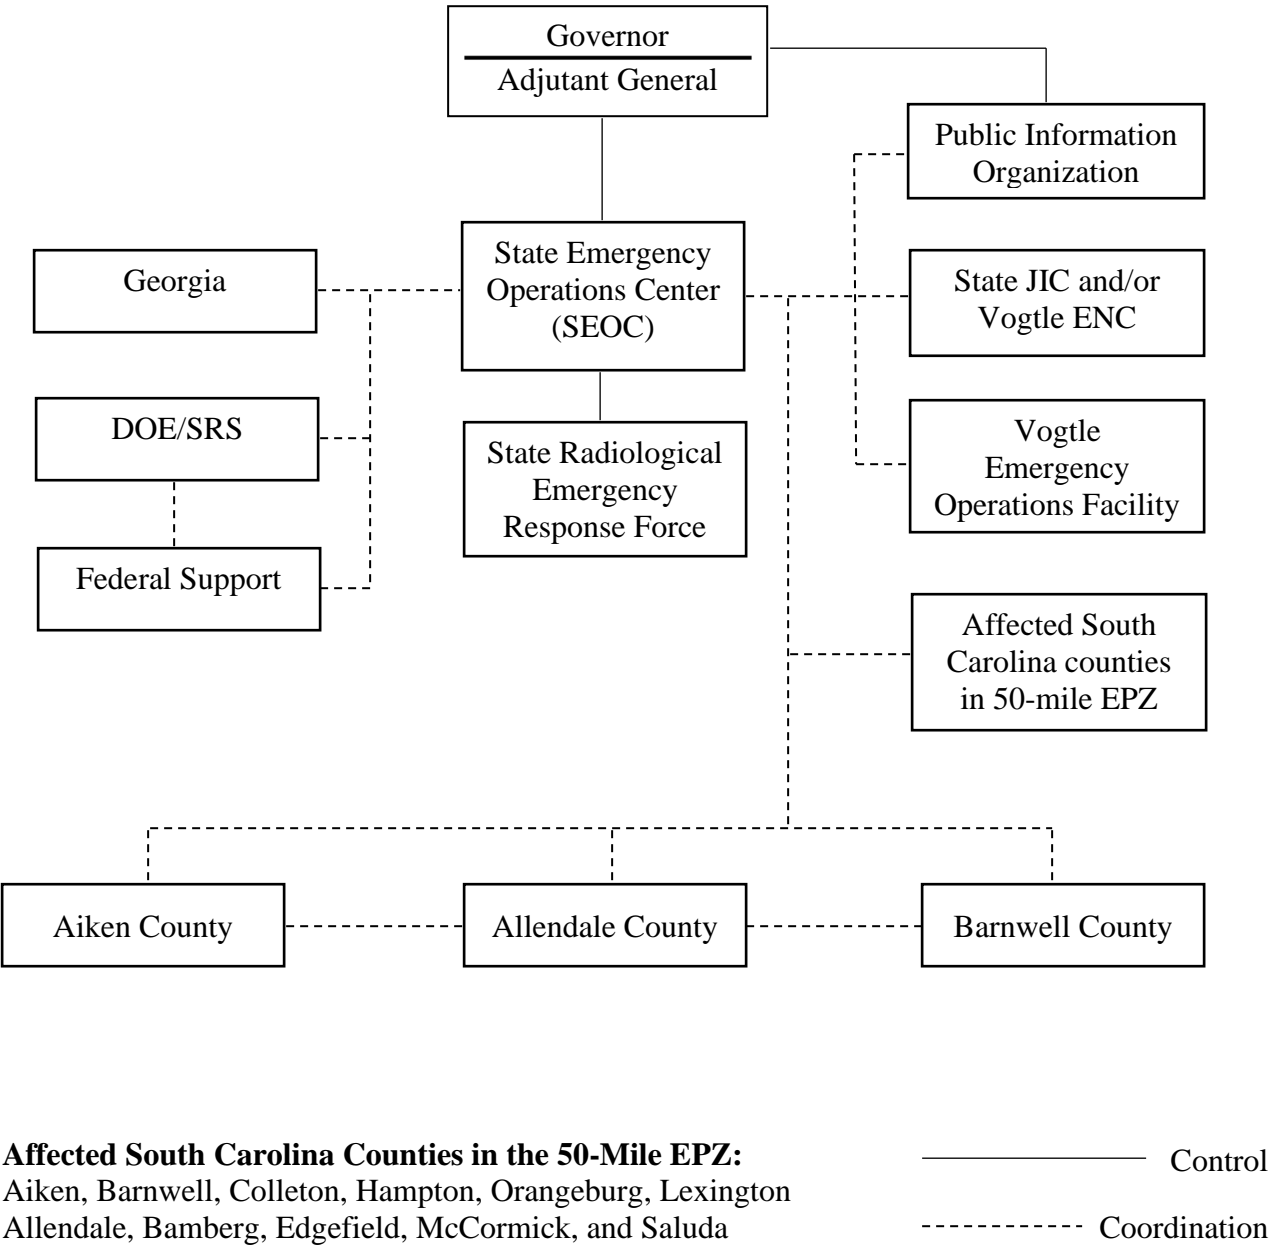 Governor
Adjutant General
Public Information
Organization
State Emergency
Operations Center
(SEOC)
Georgia
State JIC and/or
Vogtle ENC
DOE/SRS
State Radiological
Emergency
Response Force
Vogtle
Emergency
Operations Facility
Federal Support
Affected South
Carolina counties
in 50-mile EPZ
Aiken County
Allendale County
Barnwell County
Affected South Carolina Counties in the 50-Mile EPZ:
Aiken, Barnwell, Colleton, Hampton, Orangeburg, Lexington
Allendale, Bamberg, Edgefield, McCormick, and Saluda
Control
Coordination